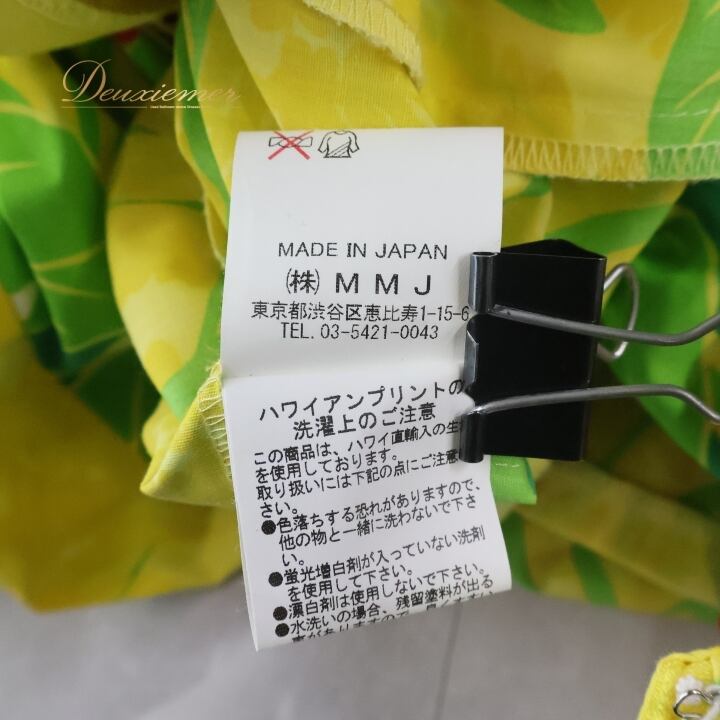 Deuxiemer
MADE IN JAPAN
㈱ M M J
東京都渋谷区恵比寿1-15-6
TEL. 03-5421-0043
ハワイアンプリントの
洗濯上のご注意
この商品は、ハワイ直輸入の生
を使用しております。
取り扱いには下記の点にご注意
さい。
●色落ちする恐れがありますので、
他の物と一緒に洗わないで下さ
い。
●蛍光増白剤が入っていない洗剤
を使用して下さい。
●漂白剤は使用しないで下さい。
●水洗いの場合、残留塗料が出る